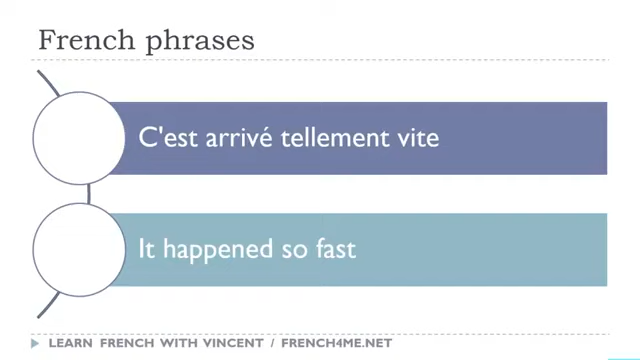 French phrases
C'est arrivé tellement vite
It happened so fast
LEARN FRENCH WITH VINCENT / FRENCH4ME.NET